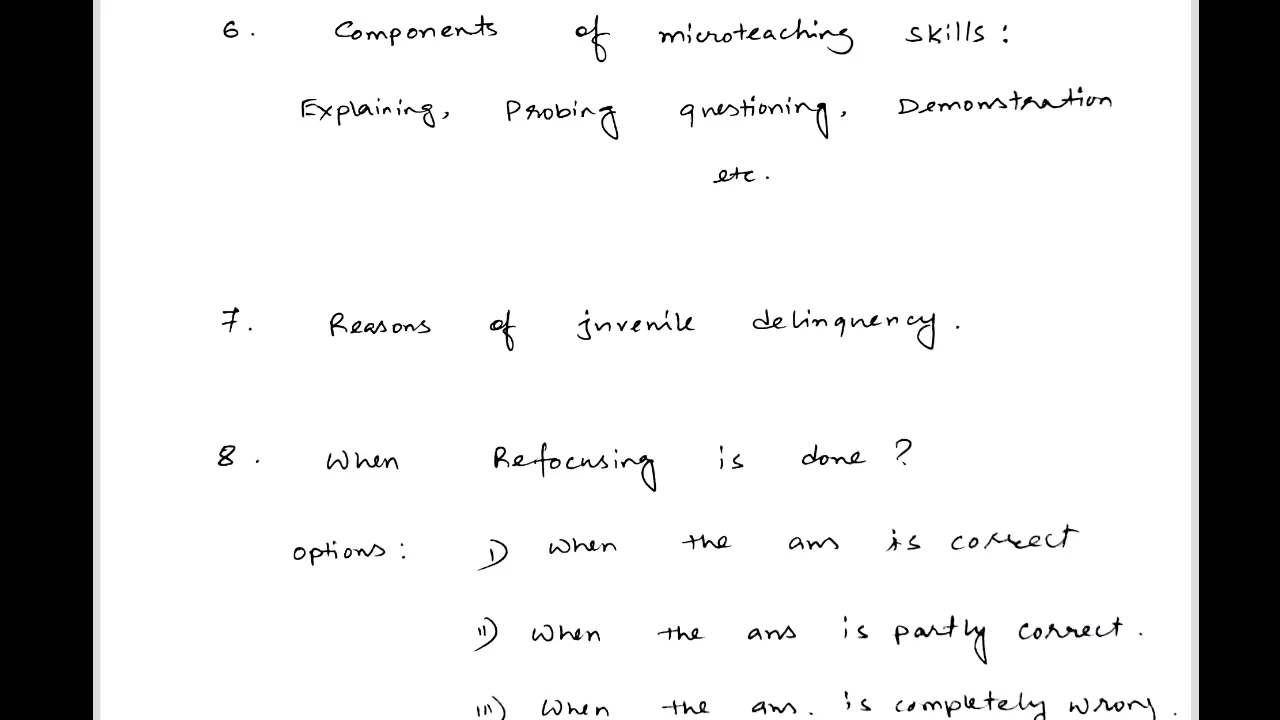 6. Components of microteaching skills:
Explaining, Probing questioning, Demonstration
etc.
7. Reasons of juvenile delinquency.
8. When Refocusing is done?
options: i) when the ans is correct
ii) when the ans is partly correct.
iii) when the ans. is completely wrong.